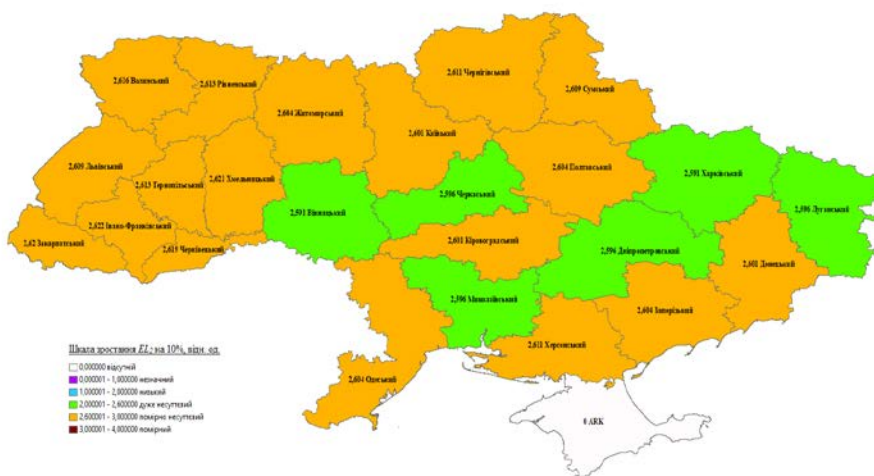 2,611 Чернігівський
2,616 Волинський
2,613 Рівненський
2,609 Сумський
2,604 Житомирський
2,601 Київський
2,609 Львівський
2,604 Полтавський
2,591 Харківський
2,621 Хмельницький
2,613 Тернопільський
2,596 Черкаський
2,596 Луганський
2,591 Вінницький
2,622 Івано-Франківський
2,62 Закарпатський
2,619 Чернівецький
2,601 Кіровоградський
2,594 Дніпропетровський
2,601 Донецький
2,596 Миколаївський
2,604 Запорізький
2,611 Херсонський
Шкала зростання EL2 на 10%, відн. од.
0,000000 відсутній
0,000001 - 1,000000 незначний
1,000001 - 2,000000 низький
2,000001 - 2,600000 дуже несуттєвий
2,600001 - 3,000000 помірно несуттєвий
3,000001 - 4,000000 помірний
2,604 Одеський
0 ARK